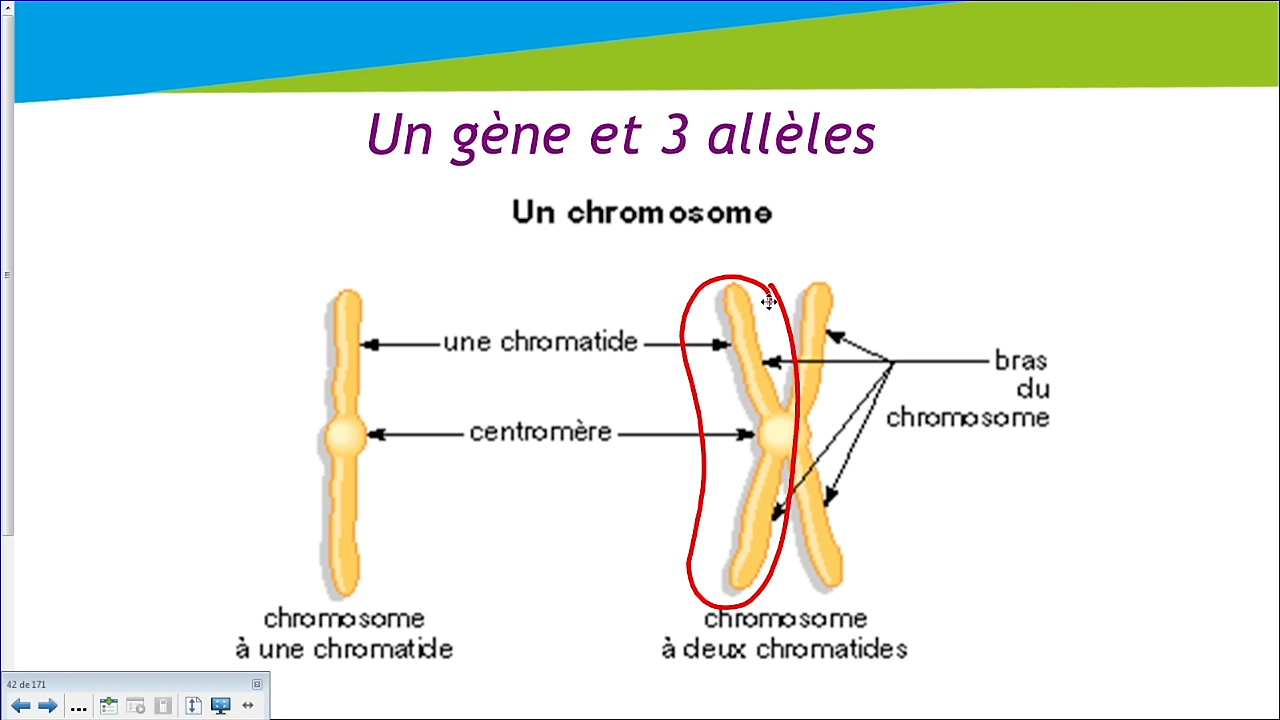 Un gène et 3 allèles
Un chromosome
une chromatide
bras
du
chromosome
centromère
chromosome
à une chromatide
chromosome
à deux chromatides
42 de 171